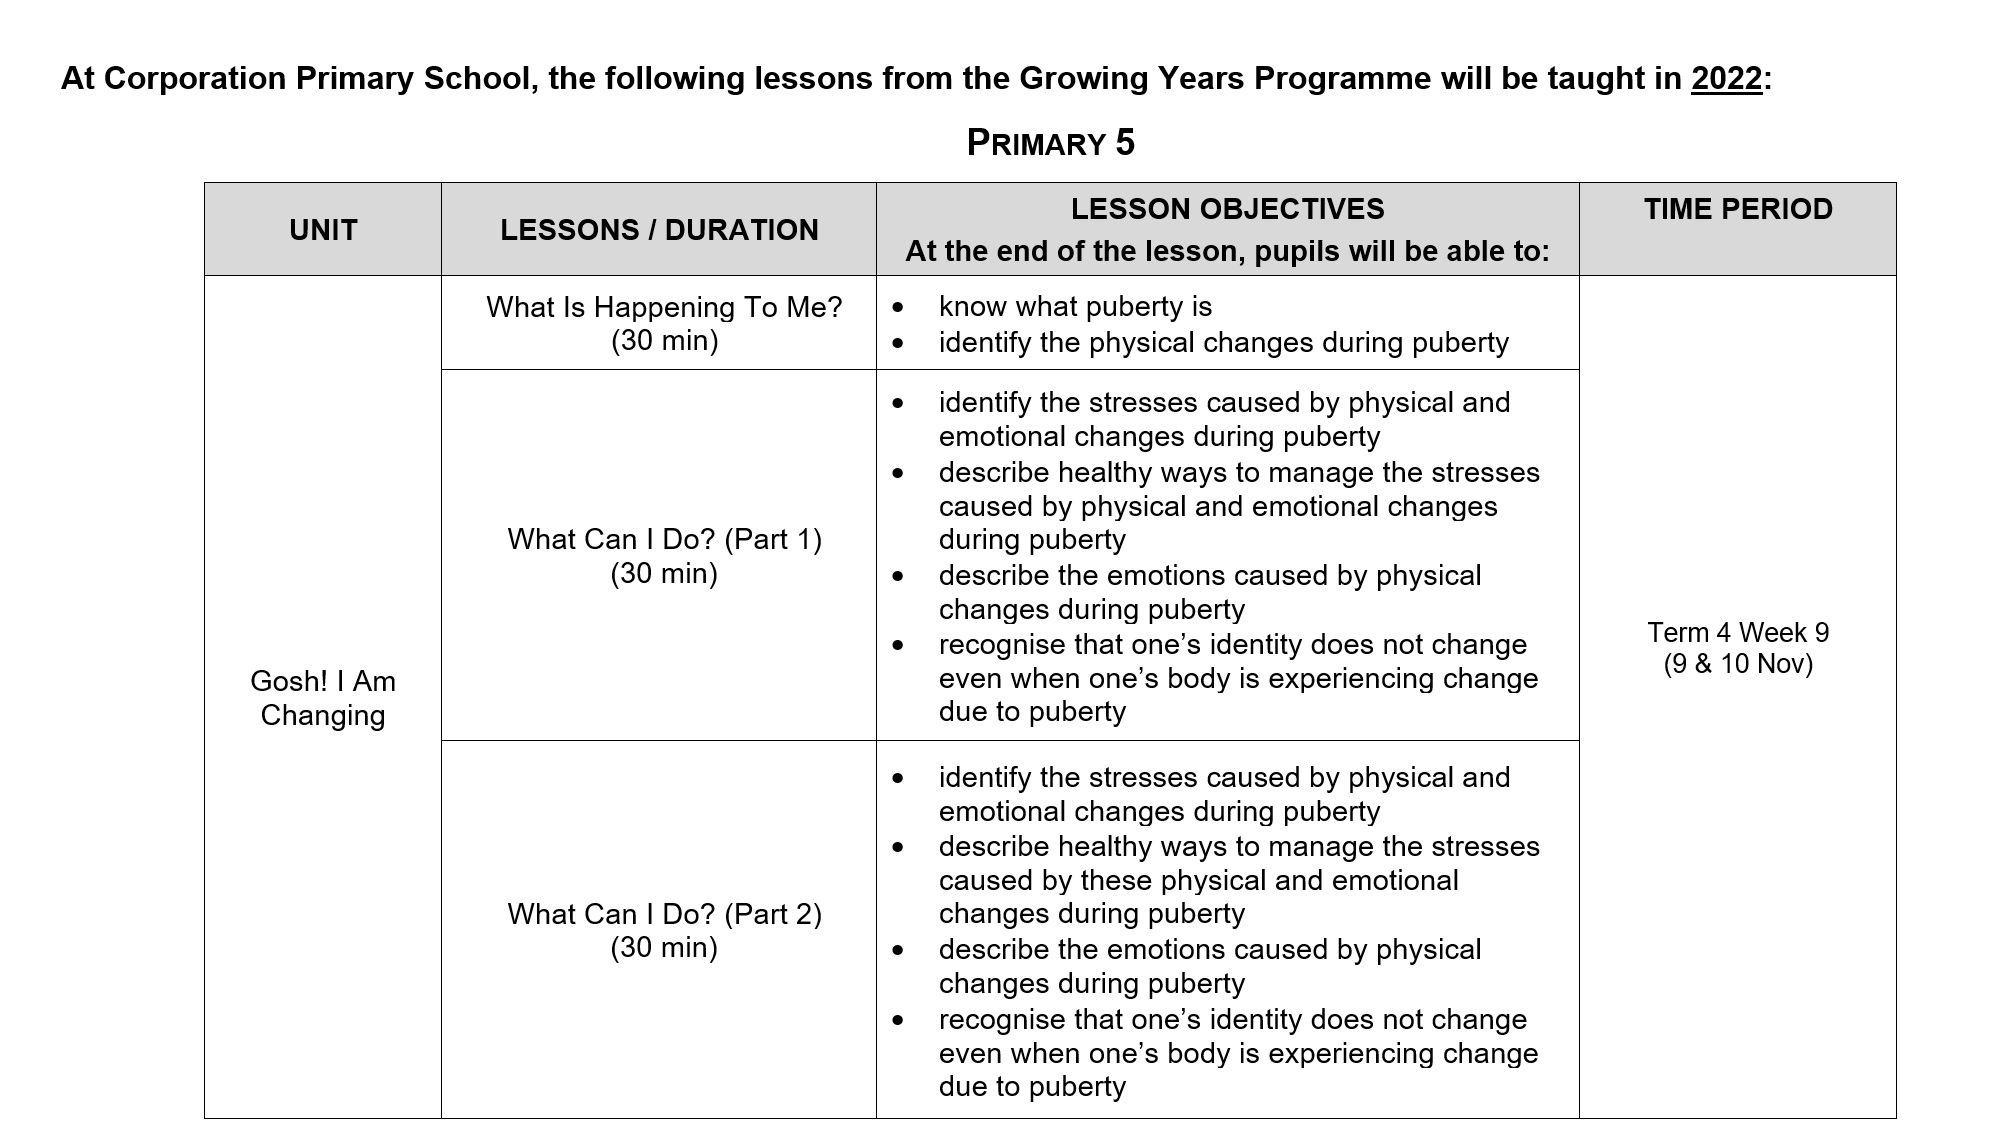 At Corporation Primary School, the following lessons from the Growing Years Programme will be taught in 2022:
PRIMARY 5
UNIT
LESSONS / DURATION
LESSON OBJECTIVES
At the end of the lesson, pupils will be able to:
TIME PERIOD
Gosh! I Am
Changing
What Is Happening To Me?
(30 min)
• know what puberty is
• identify the physical changes during puberty
What Can I Do? (Part 1)
(30 min)
• identify the stresses caused by physical and
emotional changes during puberty
• describe healthy ways to manage the stresses
caused by physical and emotional changes
during puberty
• describe the emotions caused by physical
changes during puberty
• recognise that one’s identity does not change
even when one’s body is experiencing change
due to puberty
What Can I Do? (Part 2)
(30 min)
• identify the stresses caused by physical and
emotional changes during puberty
• describe healthy ways to manage the stresses
caused by these physical and emotional
changes during puberty
• describe the emotions caused by physical
changes during puberty
• recognise that one’s identity does not change
even when one’s body is experiencing change
due to puberty
Term 4 Week 9
(9 & 10 Nov)